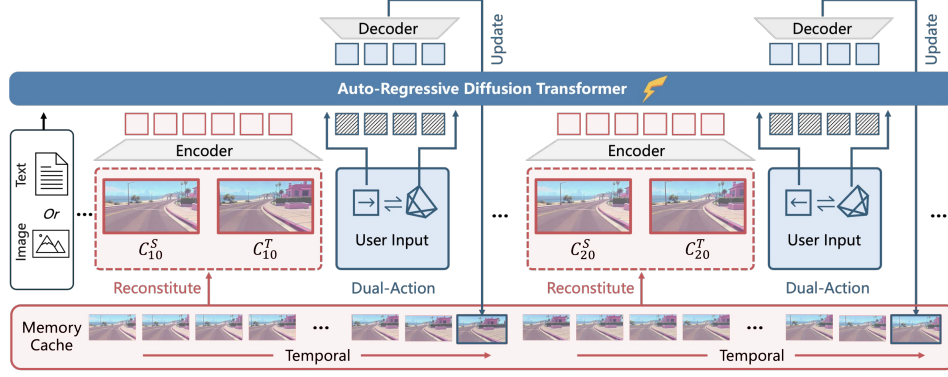 Decoder
Update
Decoder
Update
Auto-Regressive Diffusion Transformer
Text
Or
Image
...
Encoder
C^S_10
C^T_10
User Input
...
Encoder
C^S_20
C^T_20
User Input
...
Reconstitute
Dual-Action
Reconstitute
Dual-Action
Memory
Cache
...
Temporal
...
Temporal